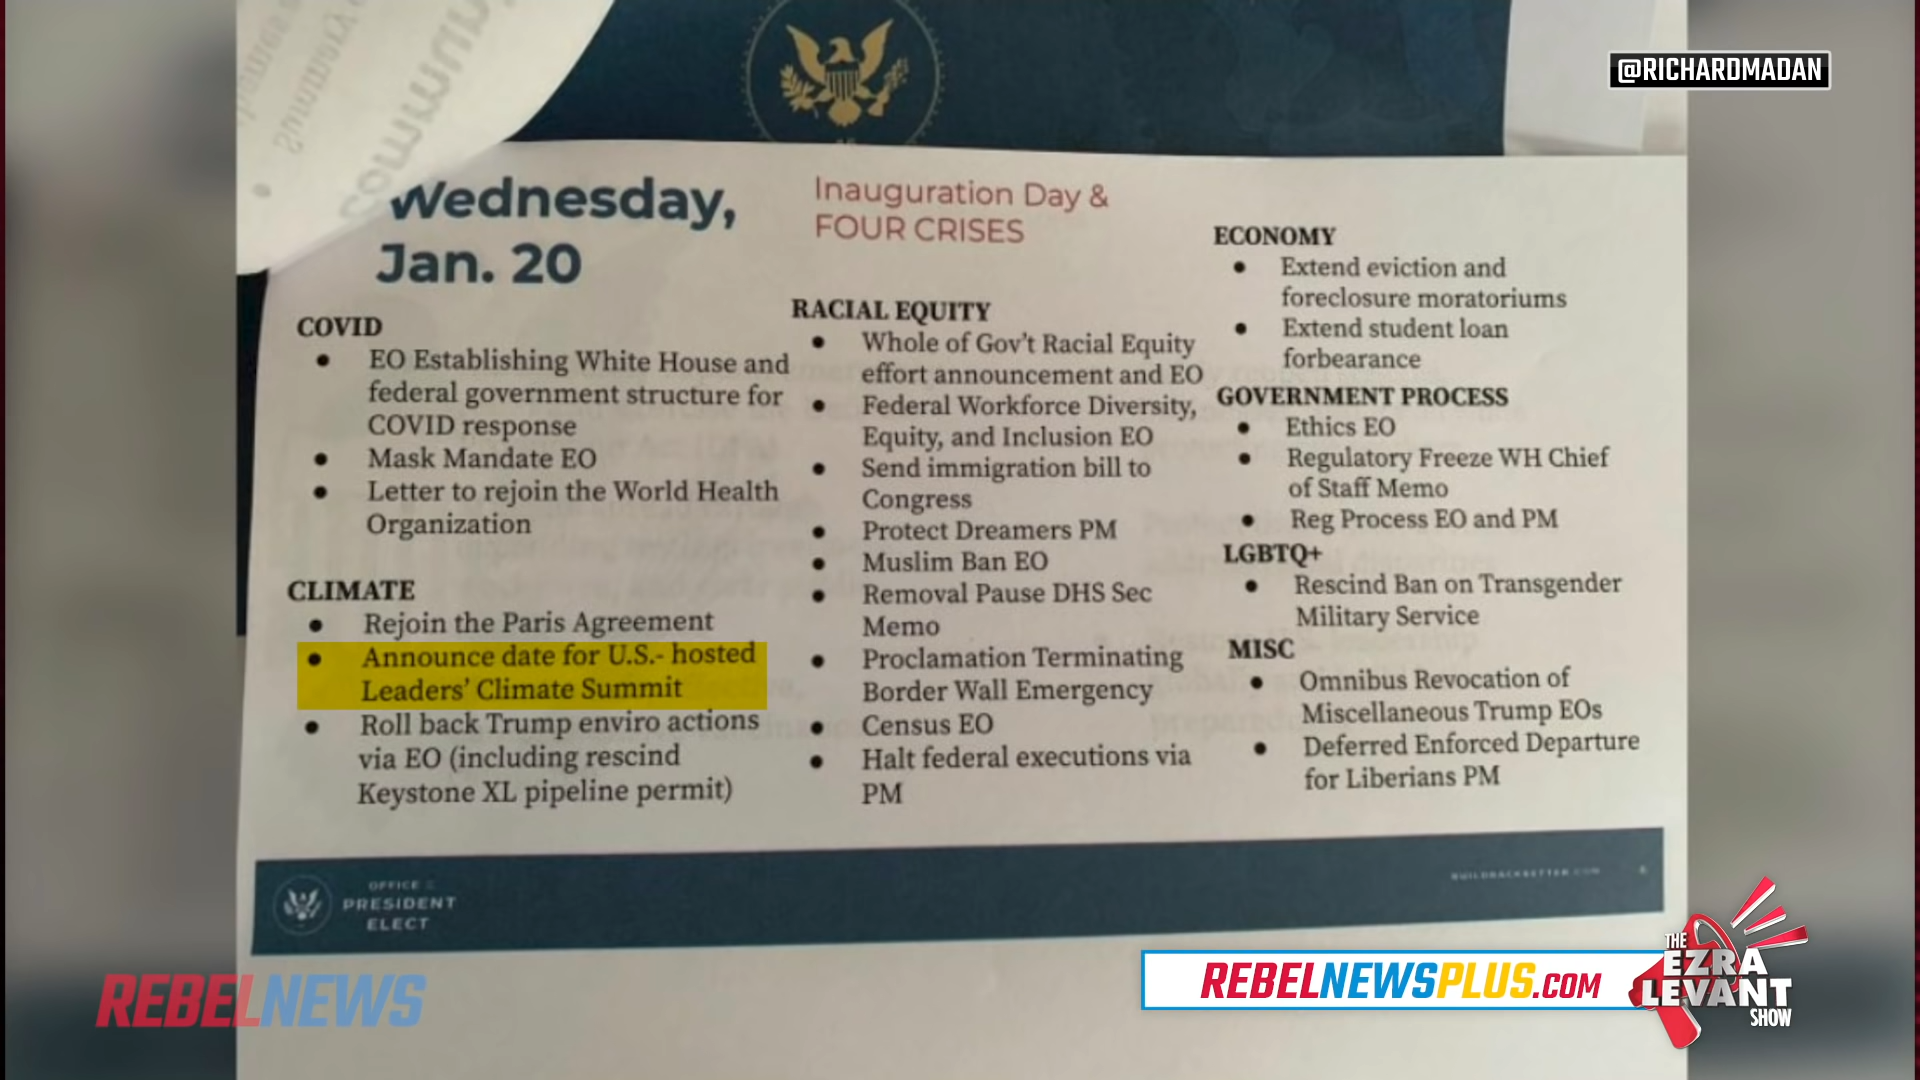 @RICHARDMADAN
Wednesday,
Jan. 20
Inauguration Day &
FOUR CRISES
COVID
● EO Establishing White House and
federal government structure for
COVID response
● Mask Mandate EO
● Letter to rejoin the World Health
Organization
CLIMATE
● Rejoin the Paris Agreement
● Announce date for U.S.- hosted
Leaders' Climate Summit
● Roll back Trump enviro actions
via EO (including rescind
Keystone XL pipeline permit)
RACIAL EQUITY
● Whole of Gov't Racial Equity
effort announcement and EO
● Federal Workforce Diversity,
Equity, and Inclusion EO
● Send immigration bill to
Congress
● Protect Dreamers PM
● Muslim Ban EO
● Removal Pause DHS Sec
Memo
● Proclamation Terminating
Border Wall Emergency
● Census EO
● Halt federal executions via
PM
ECONOMY
● Extend eviction and
foreclosure moratoriums
● Extend student loan
forbearance
GOVERNMENT PROCESS
● Ethics EO
● Regulatory Freeze WH Chief
of Staff Memo
● Reg Process EO and PM
LGBTQ+
● Rescind Ban on Transgender
Military Service
MISC
● Omnibus Revocation of
Miscellaneous Trump EOs
● Deferred Enforced Departure
for Liberians PM
OFFICE
PRESIDENT
ELECT
BUILDBACKBETTER.COM
REBELNEWS
REBELNEWSPLUS.COM
THE
EZRA
LEVANT
SHOW